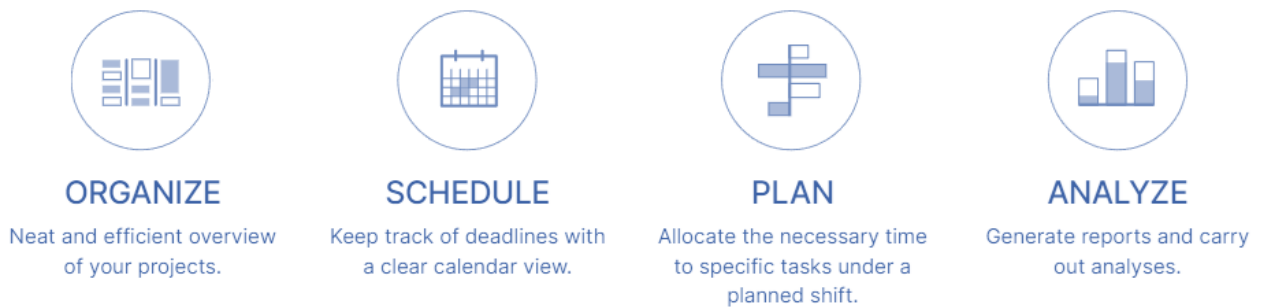 ORGANIZE
Neat and efficient overview
of your projects.
SCHEDULE
Keep track of deadlines with
a clear calendar view.
PLAN
Allocate the necessary time
to specific tasks under a
planned shift.
ANALYZE
Generate reports and carry
out analyses.